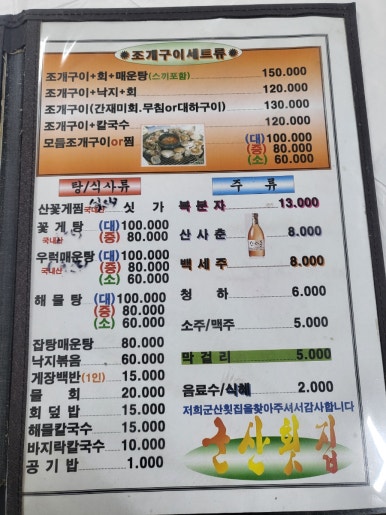 조개구이세트류
조개구이+회+매운탕(스끼포함) 150.000
조개구이+낙지+회 120.000
조개구이(간재미회.무침or대하구이) 130.000
조개구이+칼국수 120.000
모듬조개구이or찜 (대)100.000
(중) 80.000
(소) 60.000
탕/식사류
산꽃게찜 국내산 싯가
꽃게탕 (대)100.000
국내산 (중) 80.000
우럭매운탕 (대)100.000
국내산 (중) 80.000
(소) 60.000
해물탕 (대)100.000
(중) 80.000
(소) 60.000
잡탕매운탕 80.000
낙지볶음 60.000
게장백반(1인) 15.000
물회 20.000
회덮밥 15.000
해물칼국수 15.000
바지락칼국수 10.000
공기밥 1.000
주류
복분자 13.000
산사춘 8.000
백세주 8.000
청하 6.000
소주/맥주 5.000
막걸리 5.000
음료수/식혜 2.000
저희군산횟집을찾아주셔서감사합니다
군산횟집